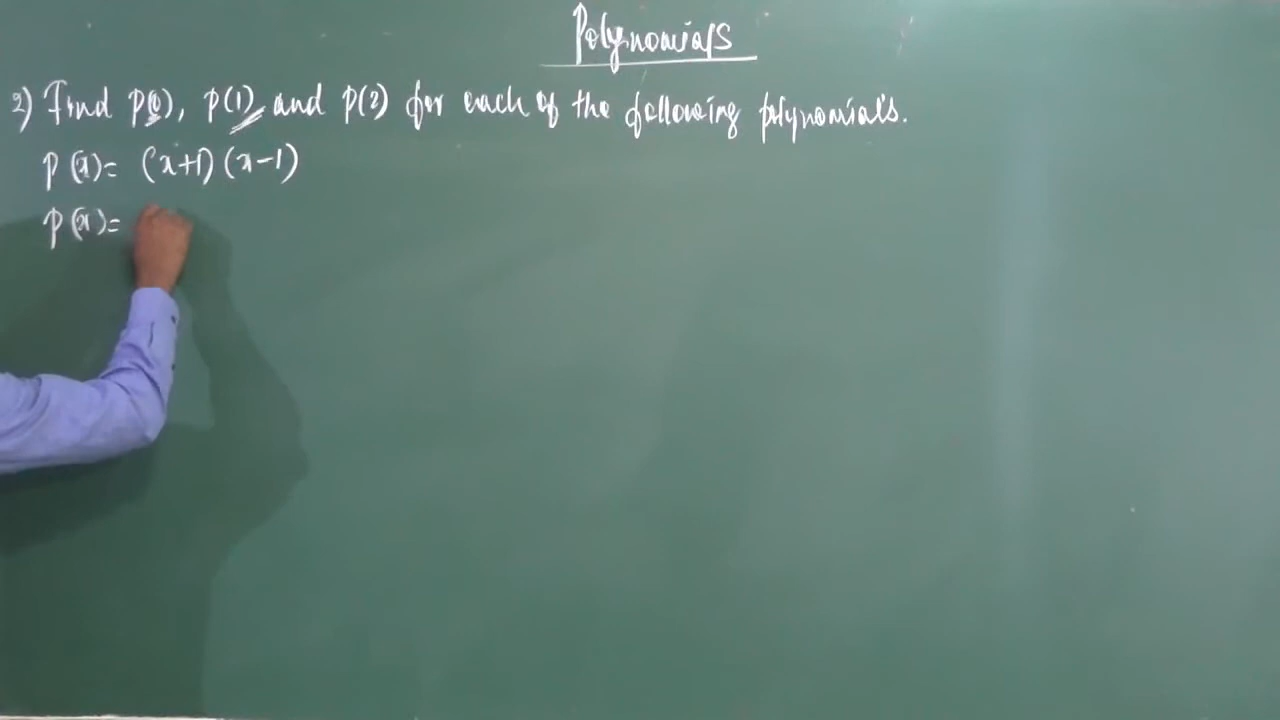 Polynomials
2) Find p(0), p(1) and p(2) for each of the following polynomials.
p(x) = (x+1)(x-1)
p(x) =